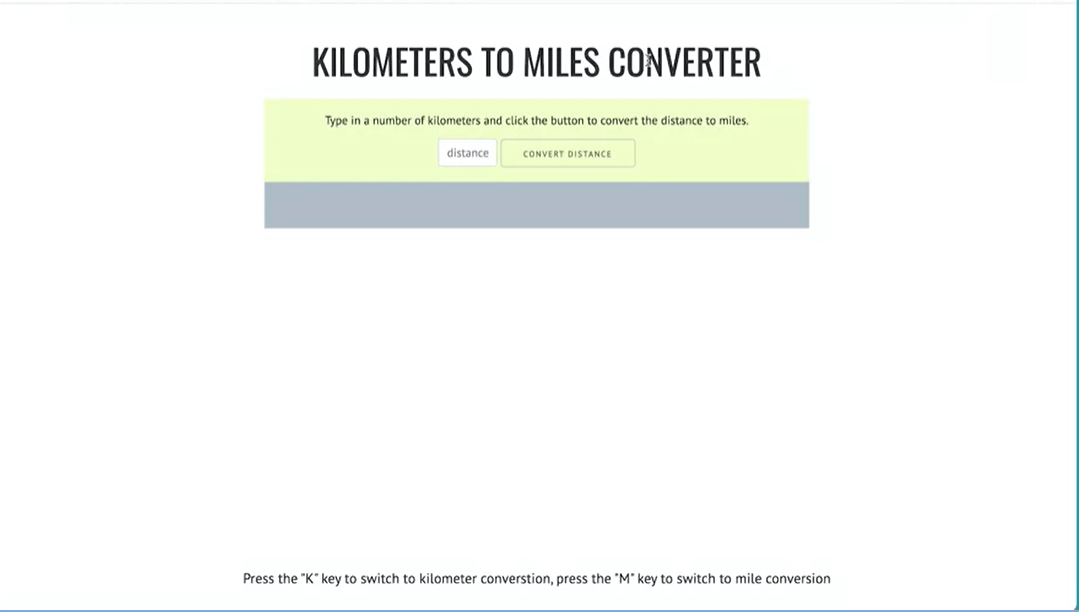 KILOMETERS TO MILES CONVERTER
Type in a number of kilometers and click the button to convert the distance to miles.
distance
CONVERT DISTANCE
Press the "K" key to switch to kilometer converstion, press the "M" key to switch to mile conversion